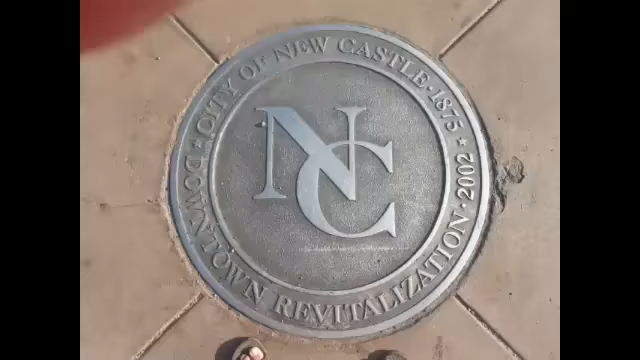 CITY OF NEW CASTLE · 1875
NC
DOWNTOWN REVITALIZATION · 2002